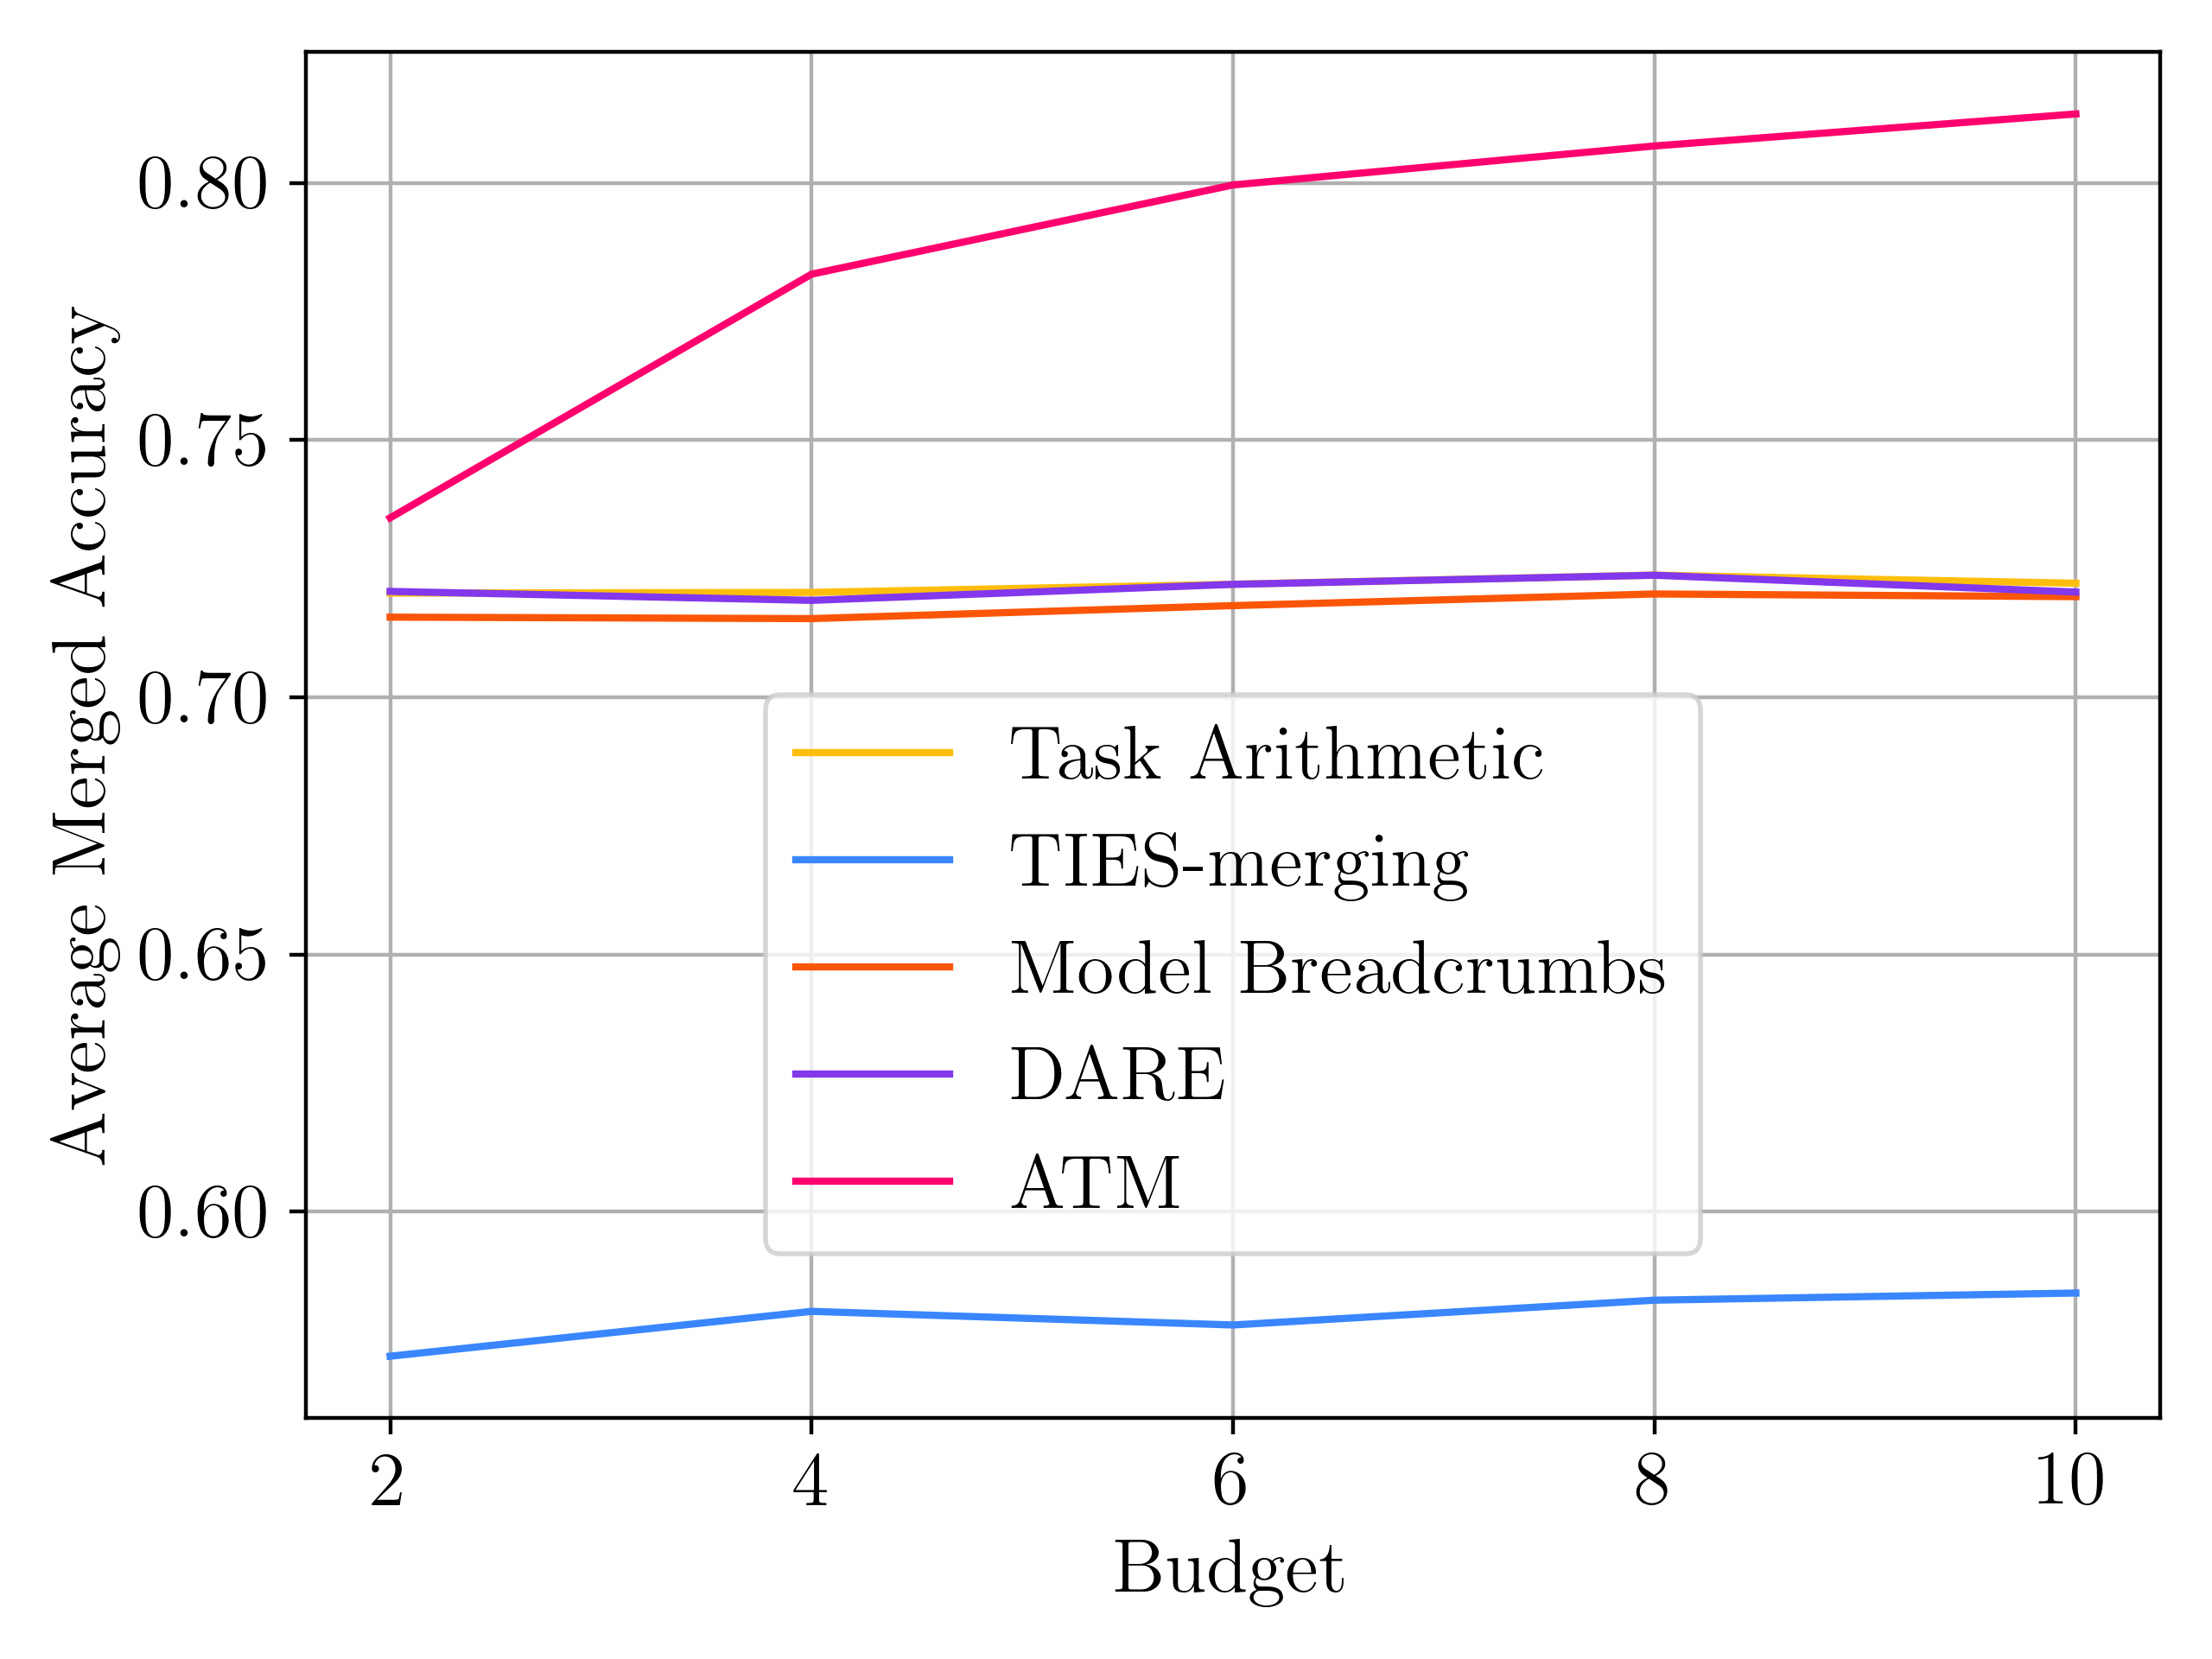 0.80
0.75
0.70
0.65
0.60
Average Merged Accuracy
Task Arithmetic
TIES-merging
Model Breadcrumbs
DARE
ATM
2 4 6 8 10
Budget